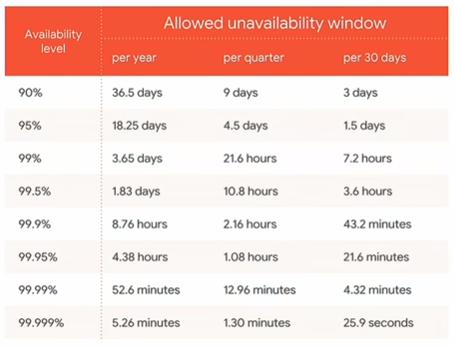 Availability level
Allowed unavailability window
per year per quarter per 30 days
90% 36.5 days 9 days 3 days
95% 18.25 days 4.5 days 1.5 days
99% 3.65 days 21.6 hours 7.2 hours
99.5% 1.83 days 10.8 hours 3.6 hours
99.9% 8.76 hours 2.16 hours 43.2 minutes
99.95% 4.38 hours 1.08 hours 21.6 minutes
99.99% 52.6 minutes 12.96 minutes 4.32 minutes
99.999% 5.26 minutes 1.30 minutes 25.9 seconds